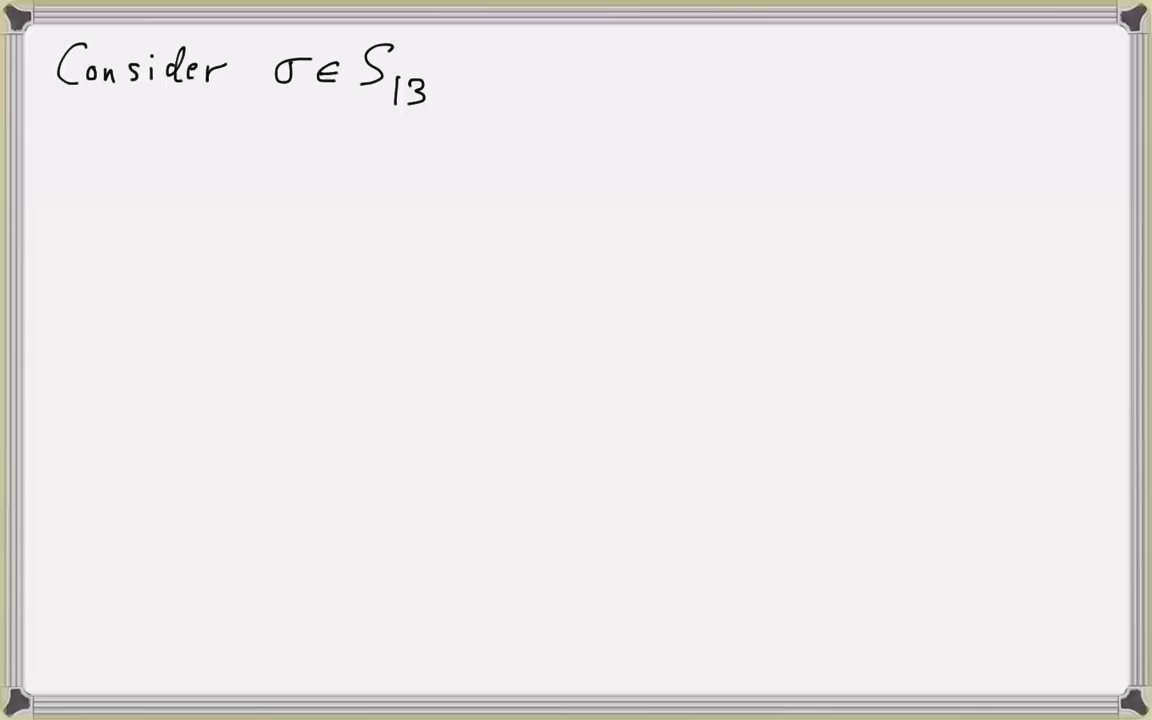 Consider σ ∈ S₁₃